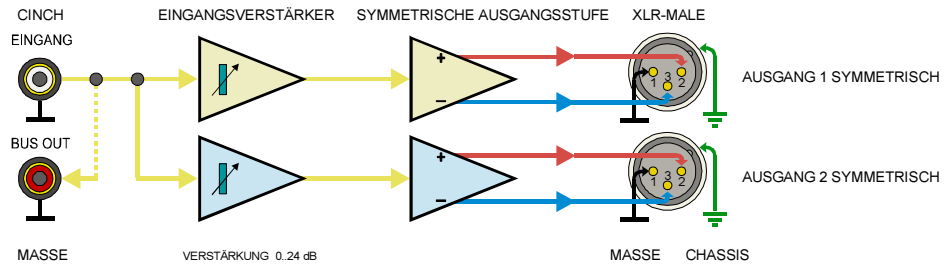 CINCH
EINGANGSVERSTÄRKER
SYMMETRISCHE AUSGANGSSTUFE
XLR-MALE
EINGANG
+
−
1
3
2
AUSGANG 1 SYMMETRISCH
BUS OUT
+
−
1
3
2
AUSGANG 2 SYMMETRISCH
MASSE
VERSTÄRKUNG 0..24 dB
MASSE
CHASSIS